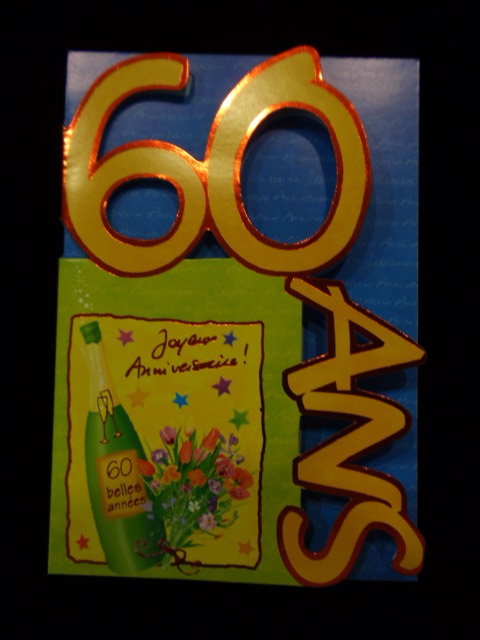 60
ANS
Joyeux
Anniversaire!
60
belles
années